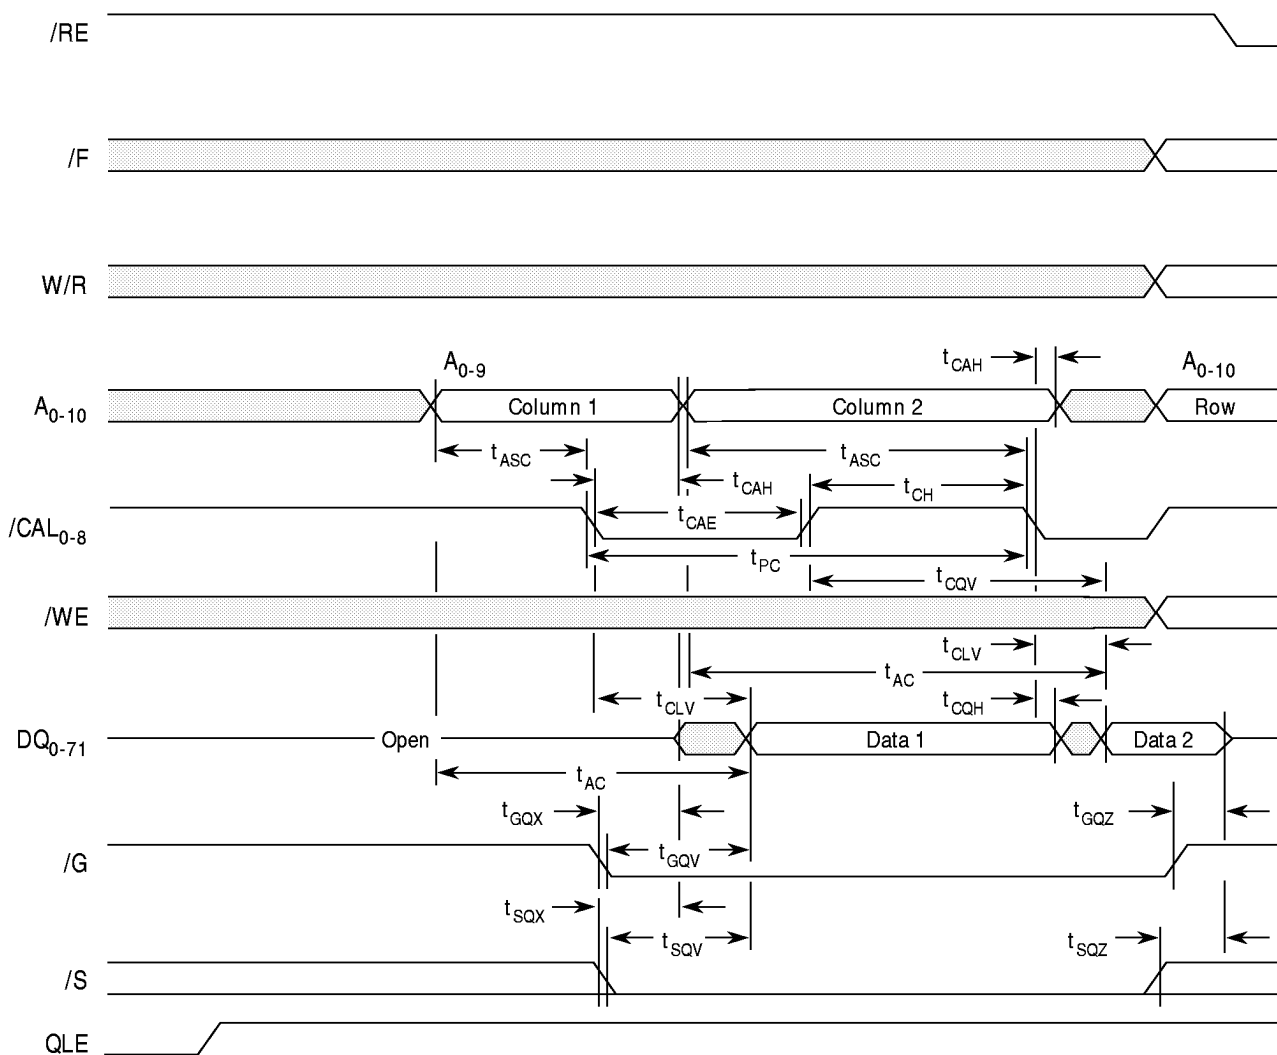 /RE
/F
W/R
tCAH
A0-9
A0-10
A0-10
Column 1
Column 2
Row
tASC
tASC
tCAH
tCH
/CAL0-8
tCAE
tPC
tCQV
/WE
tCLV
tAC
tCLV
tCQH
DQ0-71
Open
Data 1
Data 2
tAC
tGQX
tGQZ
/G
tGQV
tSQX
tSQV
tSQZ
/S
QLE